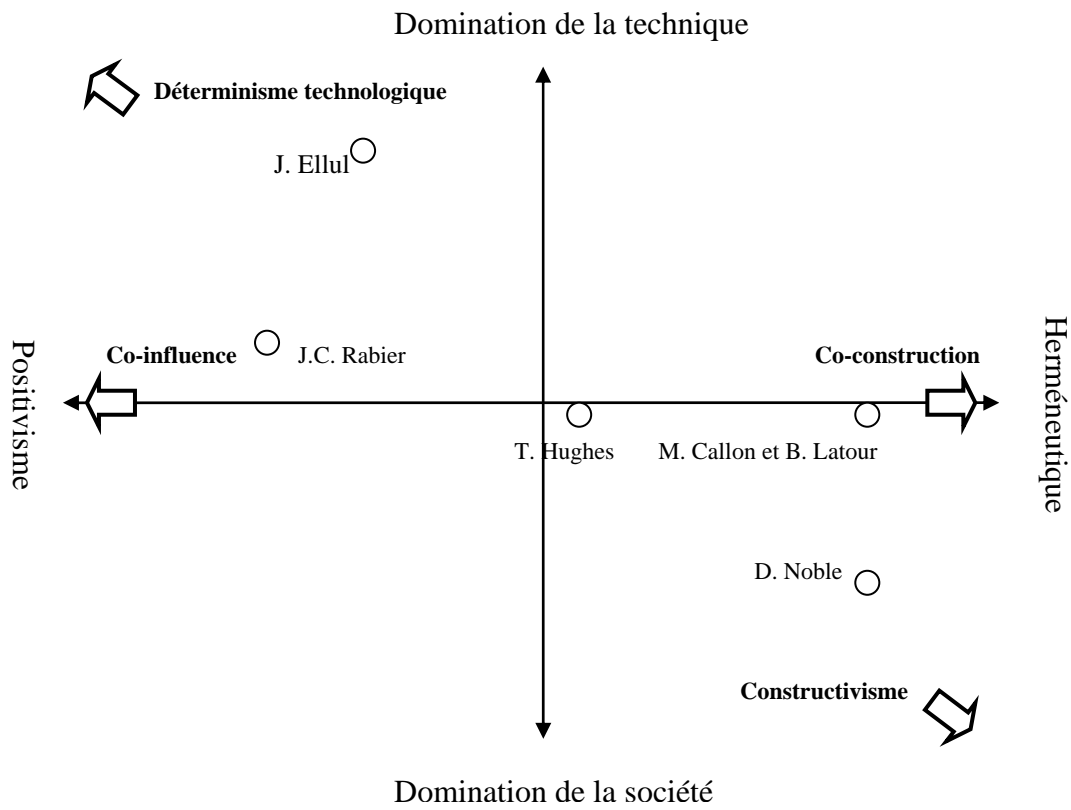 Domination de la technique
Déterminisme technologique
J. Ellul
Positivisme
Co-influence
J.C. Rabier
Co-construction
Herméneutique
T. Hughes
M. Callon et B. Latour
D. Noble
Constructivisme
Domination de la société